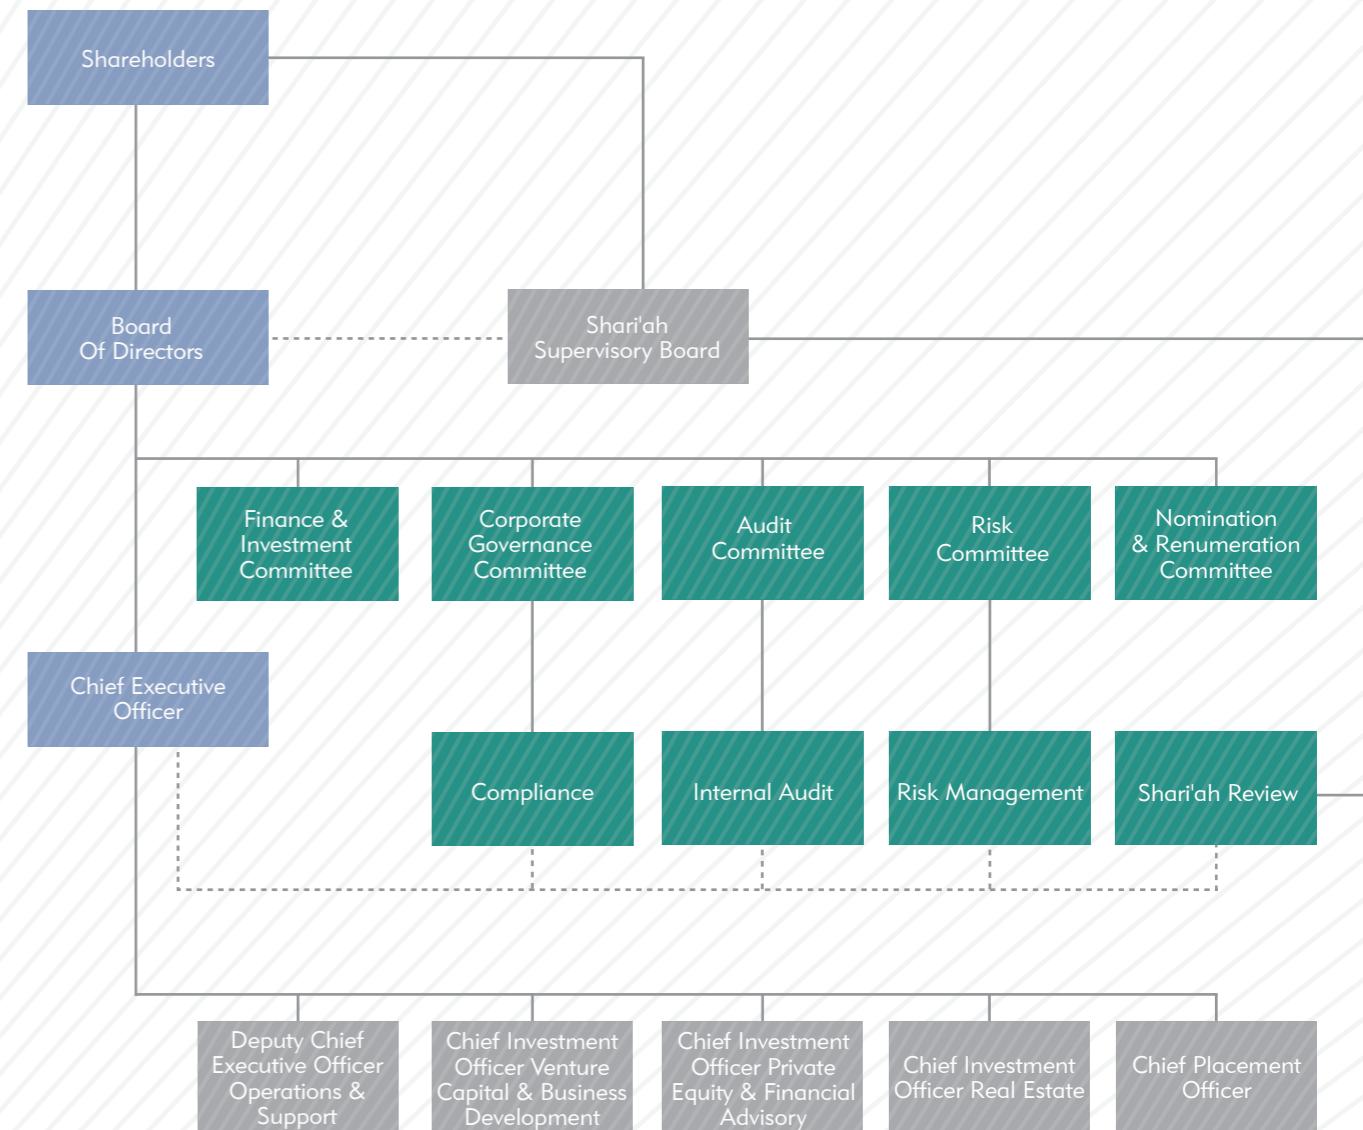 Shareholders
Board
Of Directors
Shari'ah
Supervisory Board
Finance &
Investment
Committee
Corporate
Governance
Committee
Audit
Committee
Risk
Committee
Nomination
& Renumeration
Committee
Chief Executive
Officer
Compliance
Internal Audit
Risk Management
Shari'ah Review
Deputy Chief
Executive Officer
Operations &
Support
Chief Investment
Officer Venture
Capital & Business
Development
Chief Investment
Officer Private
Equity & Financial
Advisory
Chief Investment
Officer Real Estate
Chief Placement
Officer